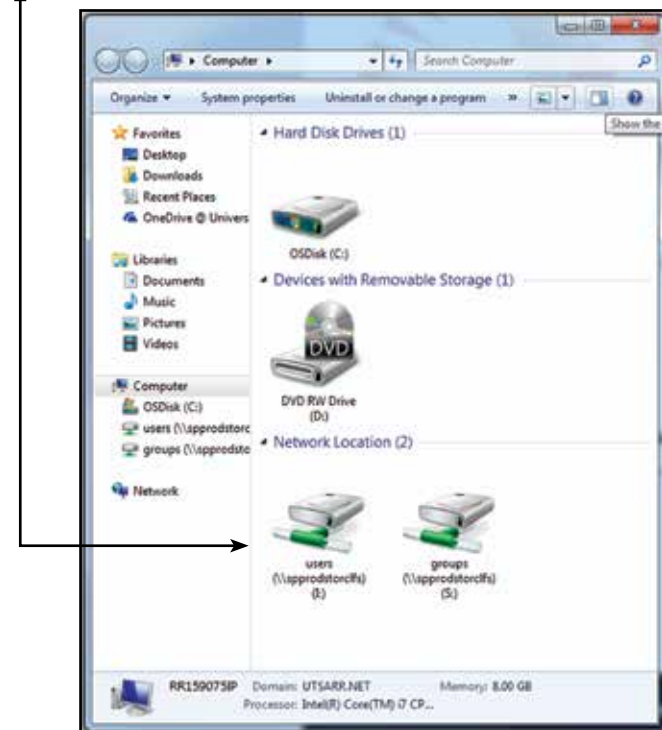 Computer
Search Computer
Organize
System properties
Uninstall or change a program
»
Show the
Favorites
Desktop
Downloads
Recent Places
OneDrive @ Univers
Libraries
Documents
Music
Pictures
Videos
Computer
OSDisk (C:)
users (\\spprodstorc
groups (\\spprodsto
Network
Hard Disk Drives (1)
OSDisk (C:)
Devices with Removable Storage (1)
DVD
DVD RW Drive
(D:)
Network Location (2)
users
(\\spprodstorclfs)
(I:)
groups
(\\spprodstorclfs)
(S:)
RR159075IP Domain: UTSARR.NET Memory: 8.00 GB
Processor: Intel(R) Core(TM) i7 CP...